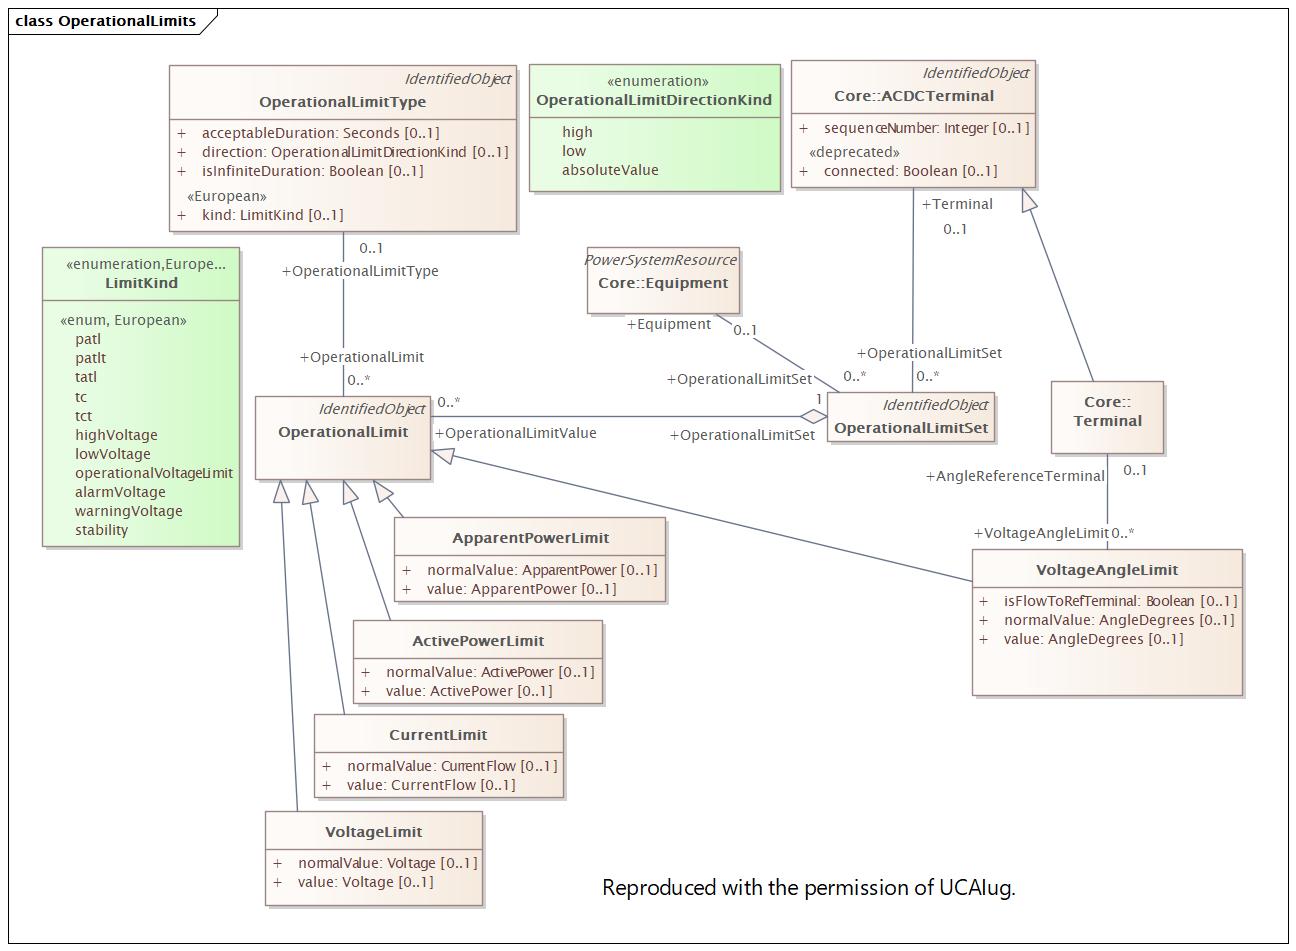 class OperationalLimits
IdentifiedObject
OperationalLimitType
+ acceptableDuration: Seconds [0..1]
+ direction: OperationalLimitDirectionKind [0..1]
+ isInfiniteDuration: Boolean [0..1]
«European»
+ kind: LimitKind [0..1]
«enumeration»
OperationalLimitDirectionKind
high
low
absoluteValue
IdentifiedObject
Core::ACDCTerminal
+ sequenceNumber: Integer [0..1]
«deprecated»
+ connected: Boolean [0..1]
+Terminal
0..1
0..1
+OperationalLimitType
«enumeration,Europe...
LimitKind
«enum, European»
patl
patlt
tatl
tc
tct
highVoltage
lowVoltage
operationalVoltageLimit
alarmVoltage
warningVoltage
stability
PowerSystemResource
Core::Equipment
+Equipment
0..1
+OperationalLimit
0..*
+OperationalLimitSet
0..*
+OperationalLimitSet
0..*
IdentifiedObject
OperationalLimit
0..*
+OperationalLimitValue
1
+OperationalLimitSet
IdentifiedObject
OperationalLimitSet
Core::
Terminal
+AngleReferenceTerminal
0..1
+VoltageAngleLimit
0..*
ApparentPowerLimit
+ normalValue: ApparentPower [0..1]
+ value: ApparentPower [0..1]
VoltageAngleLimit
+ isFlowToRefTerminal: Boolean [0..1]
+ normalValue: AngleDegrees [0..1]
+ value: AngleDegrees [0..1]
ActivePowerLimit
+ normalValue: ActivePower [0..1]
+ value: ActivePower [0..1]
CurrentLimit
+ normalValue: CurrentFlow [0..1]
+ value: CurrentFlow [0..1]
VoltageLimit
+ normalValue: Voltage [0..1]
+ value: Voltage [0..1]
Reproduced with the permission of UCAIug.